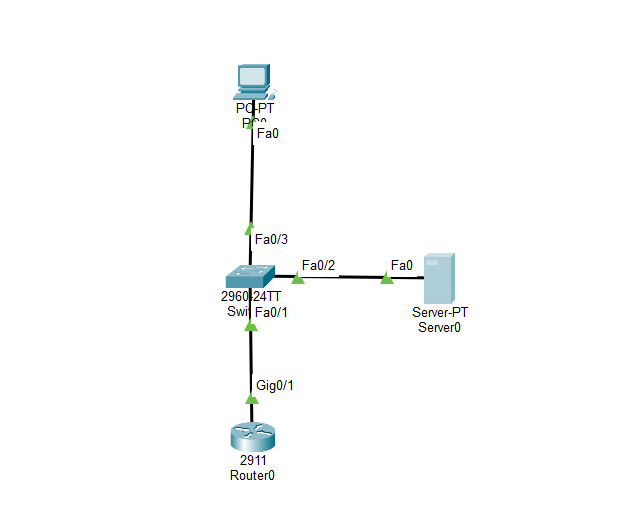 PC-PT
Fa0
Fa0/3
Fa0/2
Fa0
2960-24TT
Fa0/1
Server-PT
Server0
Gig0/1
2911
Router0